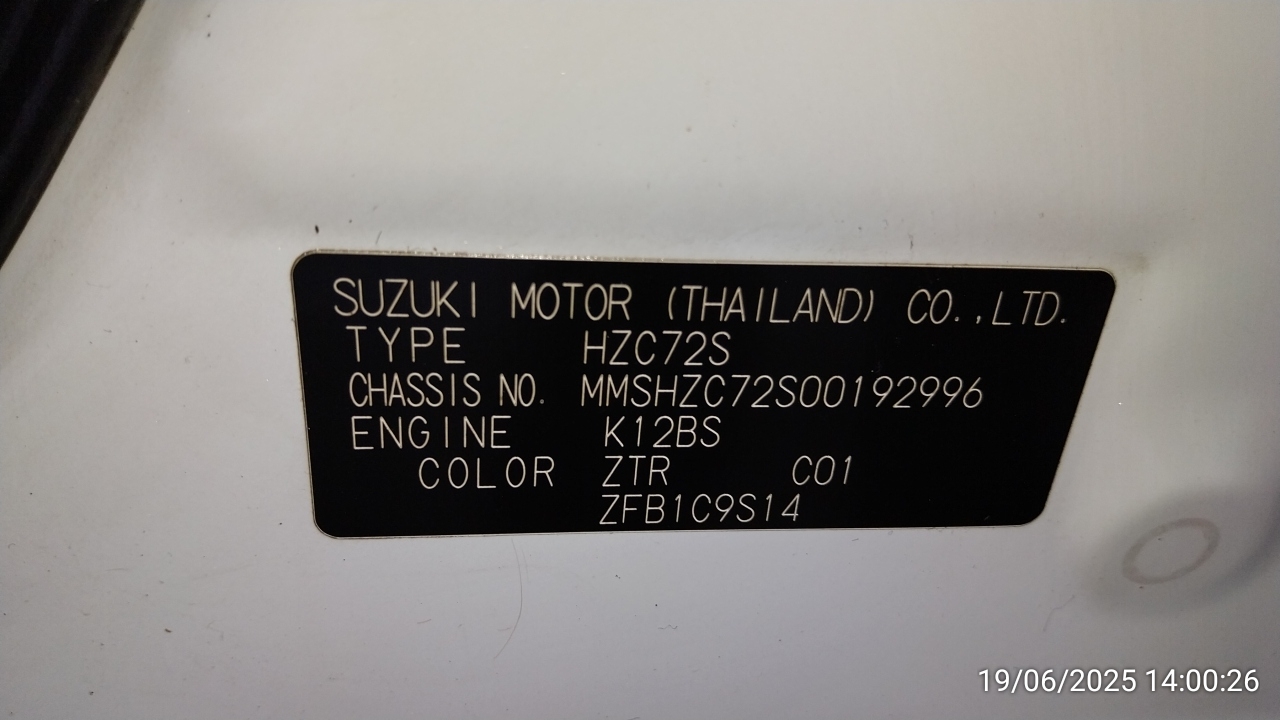 SUZUKI MOTOR (THAILAND) CO.,LTD.
TYPE HZC72S
CHASSIS NO. MMSHZC72S00192996
ENGINE K12BS
COLOR ZTR C01
ZFB1C9S14
19/06/2025 14:00:26